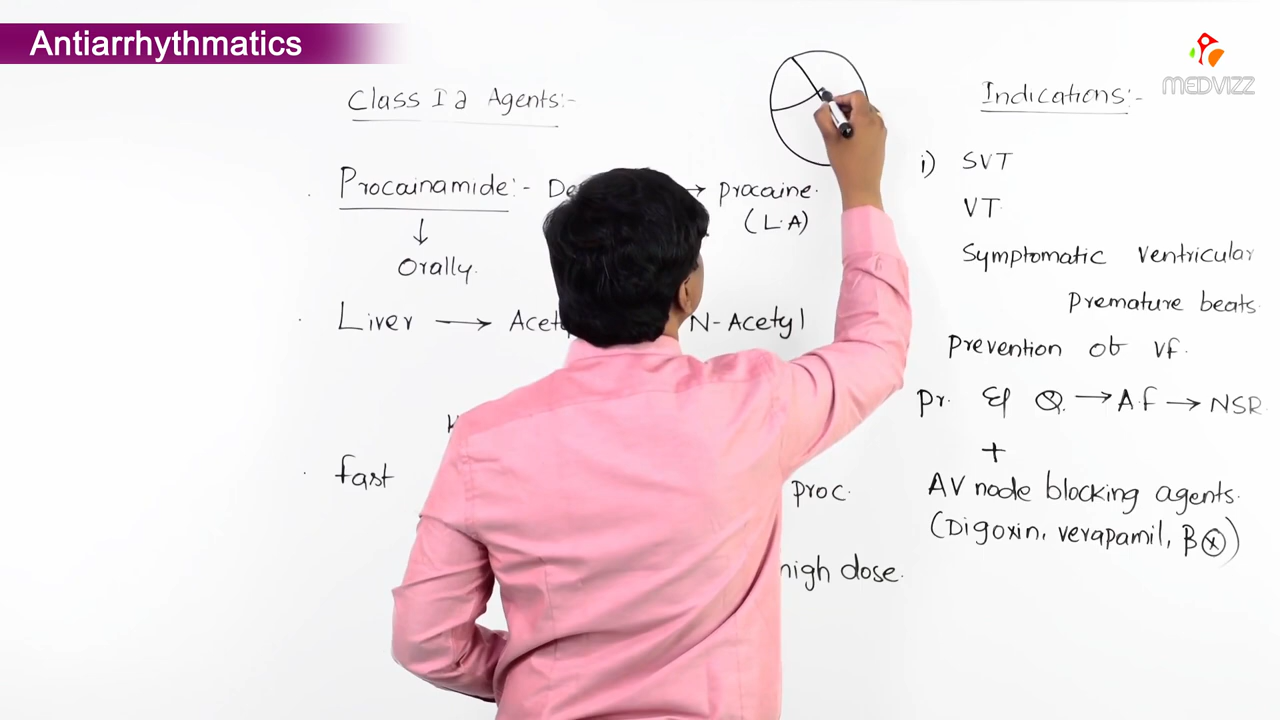 Antiarrhythmatics
MEDVIZZ
Class I a Agents:-
Procainamide:- De → procaine.
(L.A)
↓
Orally.
Liver → Acet N-Acetyl
fast proc.
high dose.
Indications:-
i) SVT
VT.
Symptomatic ventricular
premature beats.
prevention of Vf.
pr. & Q. → A.f → NSR
+
AV node blocking agents.
(Digoxin, verapamil, β⊗)